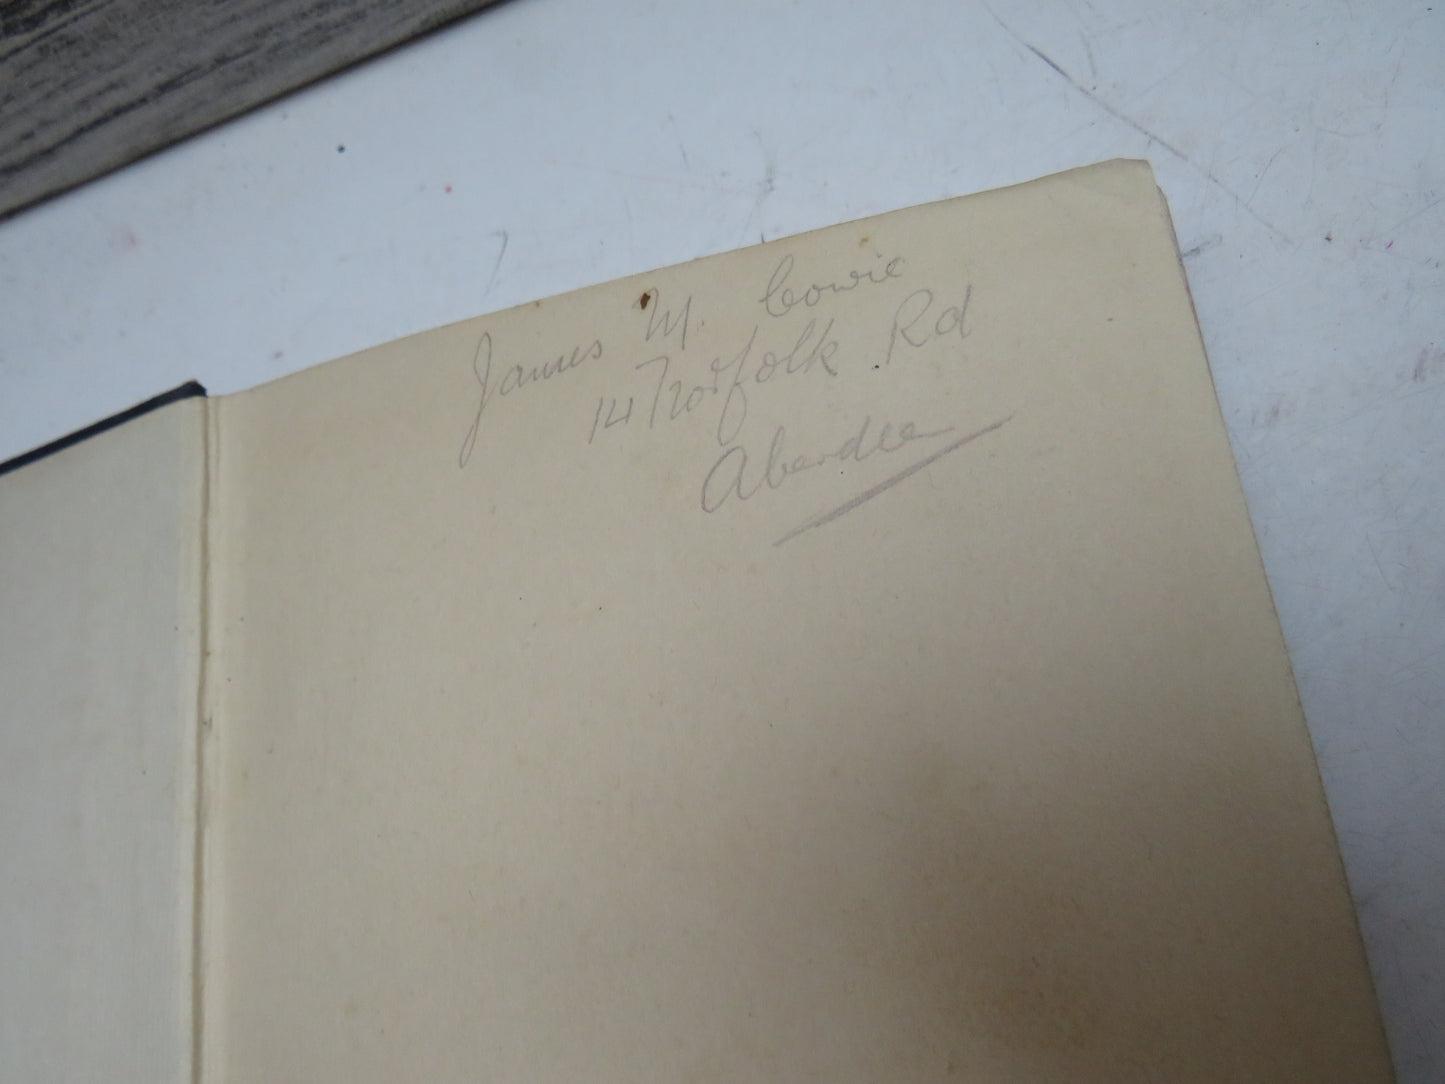 James M. Cowie
14 Norfolk Rd
Aberdeen